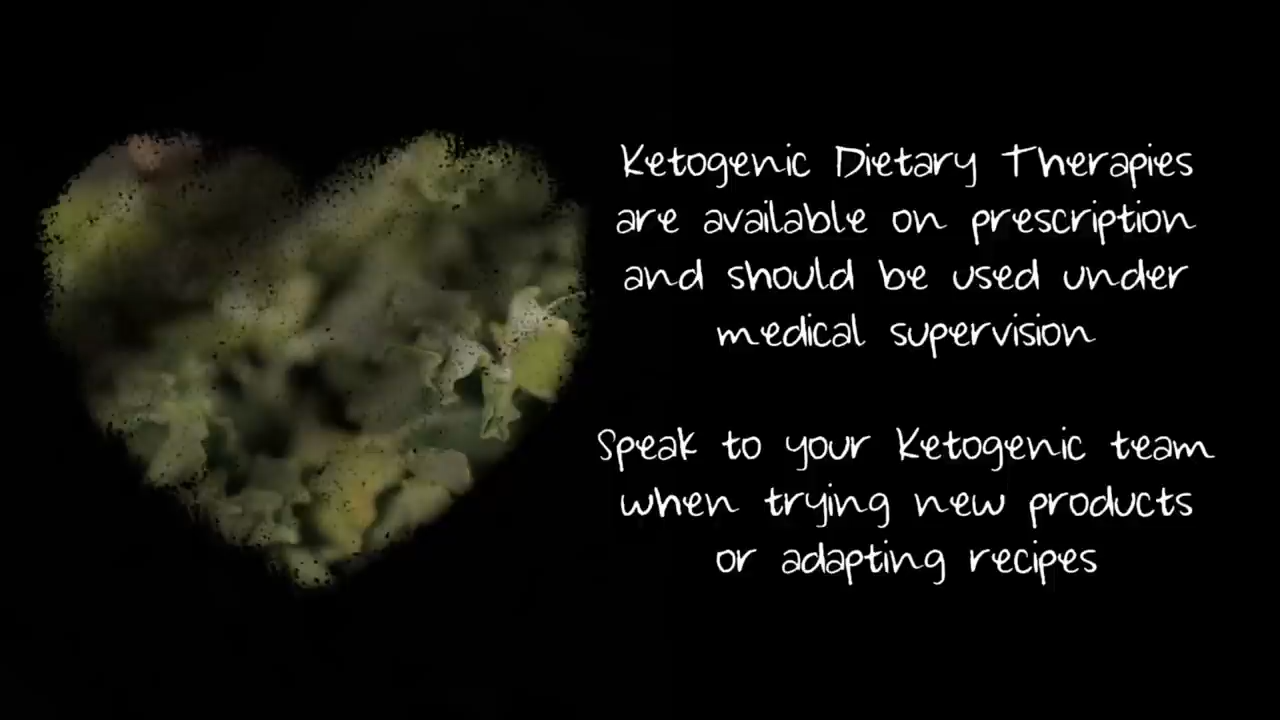 Ketogenic Dietary Therapies
are available on prescription
and should be used under
medical supervision
Speak to your Ketogenic team
when trying new products
or adapting recipes